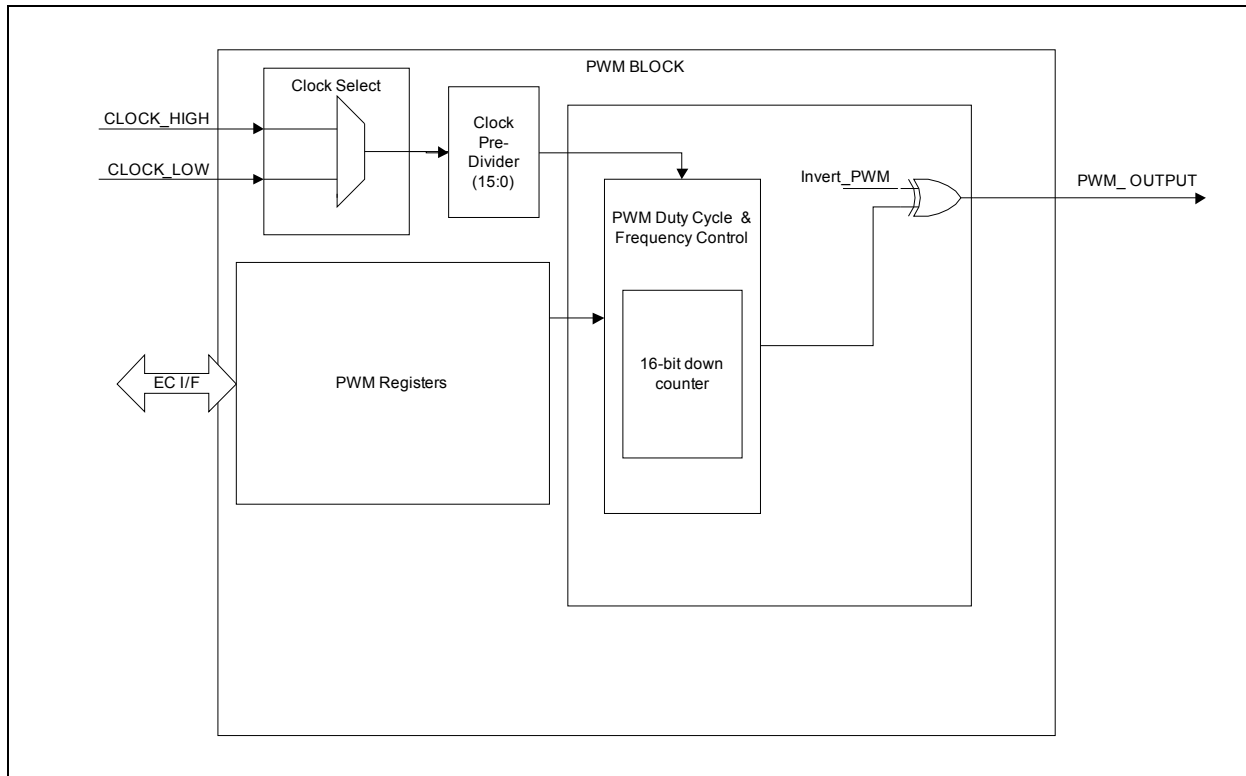 PWM BLOCK
Clock Select
CLOCK_HIGH
CLOCK_LOW
Clock
Pre-
Divider
(15:0)
Invert_PWM
PWM_ OUTPUT
PWM Duty Cycle &
Frequency Control
16-bit down
counter
EC I/F
PWM Registers